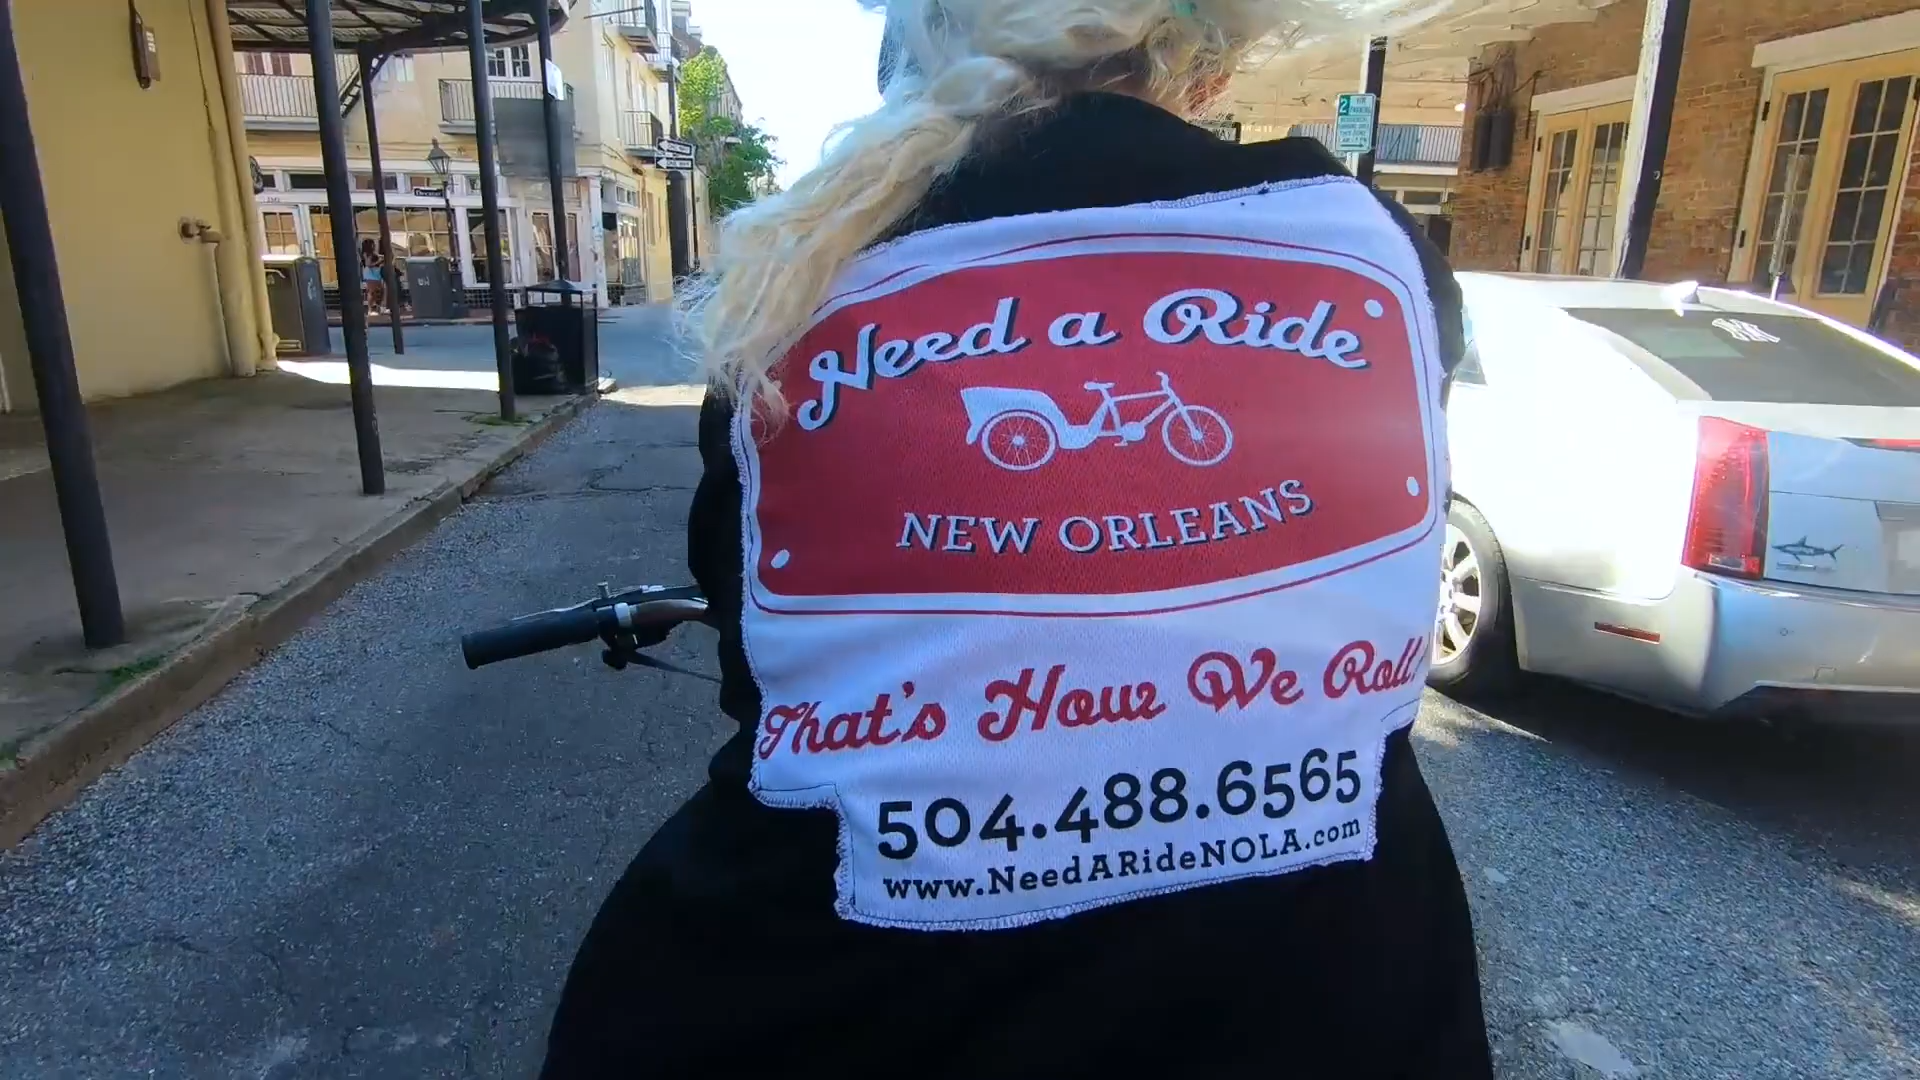 Need a Ride
NEW ORLEANS
That's How We Roll!
504.488.6565
www.NeedARideNOLA.com